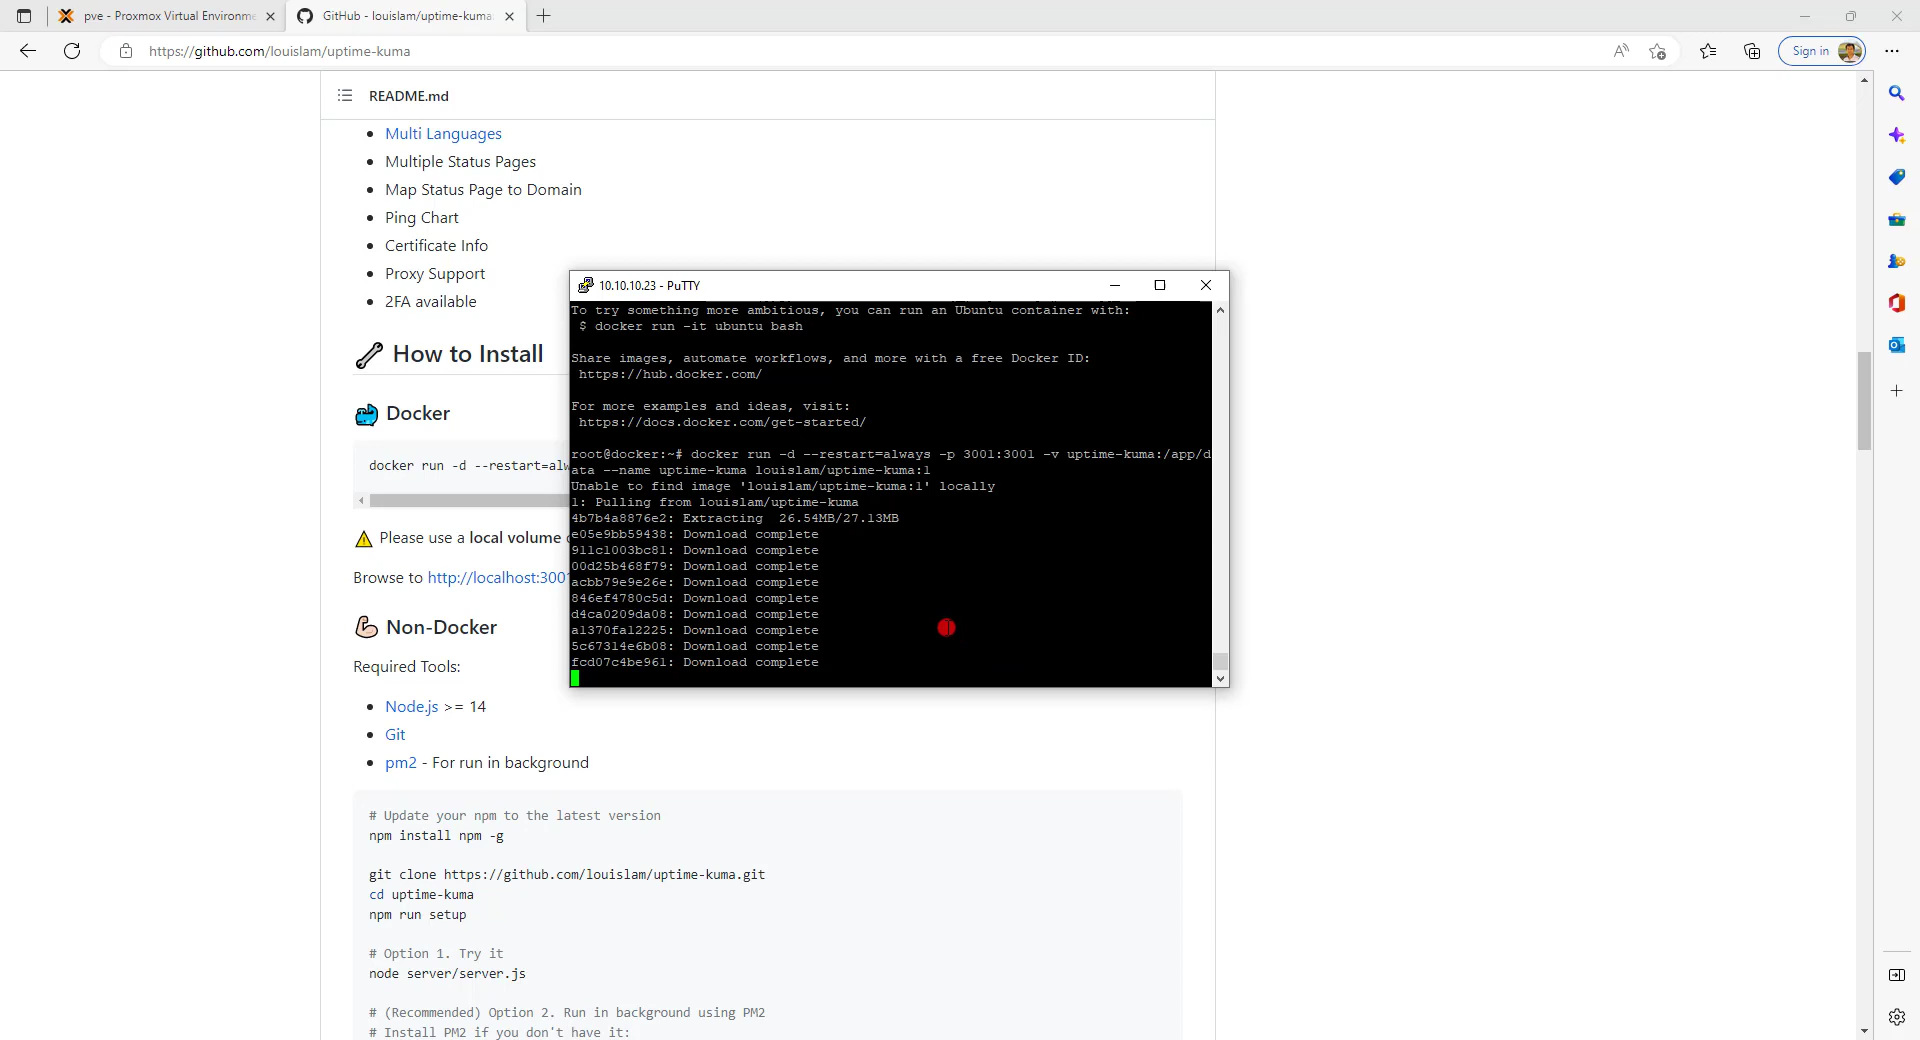 pve - Proxmox Virtual Environme
GitHub - louislam/uptime-kuma:
https://github.com/louislam/uptime-kuma
Sign in
README.md
Multi Languages
Multiple Status Pages
Map Status Page to Domain
Ping Chart
Certificate Info
Proxy Support
2FA available
How to Install
Docker
docker run -d --restart=alw
Please use a local volume
Browse to http://localhost:3001
Non-Docker
Required Tools:
Node.js >= 14
Git
pm2 - For run in background
# Update your npm to the latest version
npm install npm -g
git clone https://github.com/louislam/uptime-kuma.git
cd uptime-kuma
npm run setup
# Option 1. Try it
node server/server.js
# (Recommended) Option 2. Run in background using PM2
# Install PM2 if you don't have it:
10.10.10.23 - PuTTY
To try something more ambitious, you can run an Ubuntu container with:
$ docker run -it ubuntu bash
Share images, automate workflows, and more with a free Docker ID:
https://hub.docker.com/
For more examples and ideas, visit:
https://docs.docker.com/get-started/
root@docker:~# docker run -d --restart=always -p 3001:3001 -v uptime-kuma:/app/d
ata --name uptime-kuma louislam/uptime-kuma:1
Unable to find image 'louislam/uptime-kuma:1' locally
1: Pulling from louislam/uptime-kuma
4b7b4a8876e2: Extracting 26.54MB/27.13MB
e05e9bb59438: Download complete
911c1003bc81: Download complete
00d25b468f79: Download complete
acbb79e9e26e: Download complete
846ef4780c5d: Download complete
d4ca0209da08: Download complete
a1370fa12225: Download complete
5c67314e6b08: Download complete
fcd07c4be961: Download complete